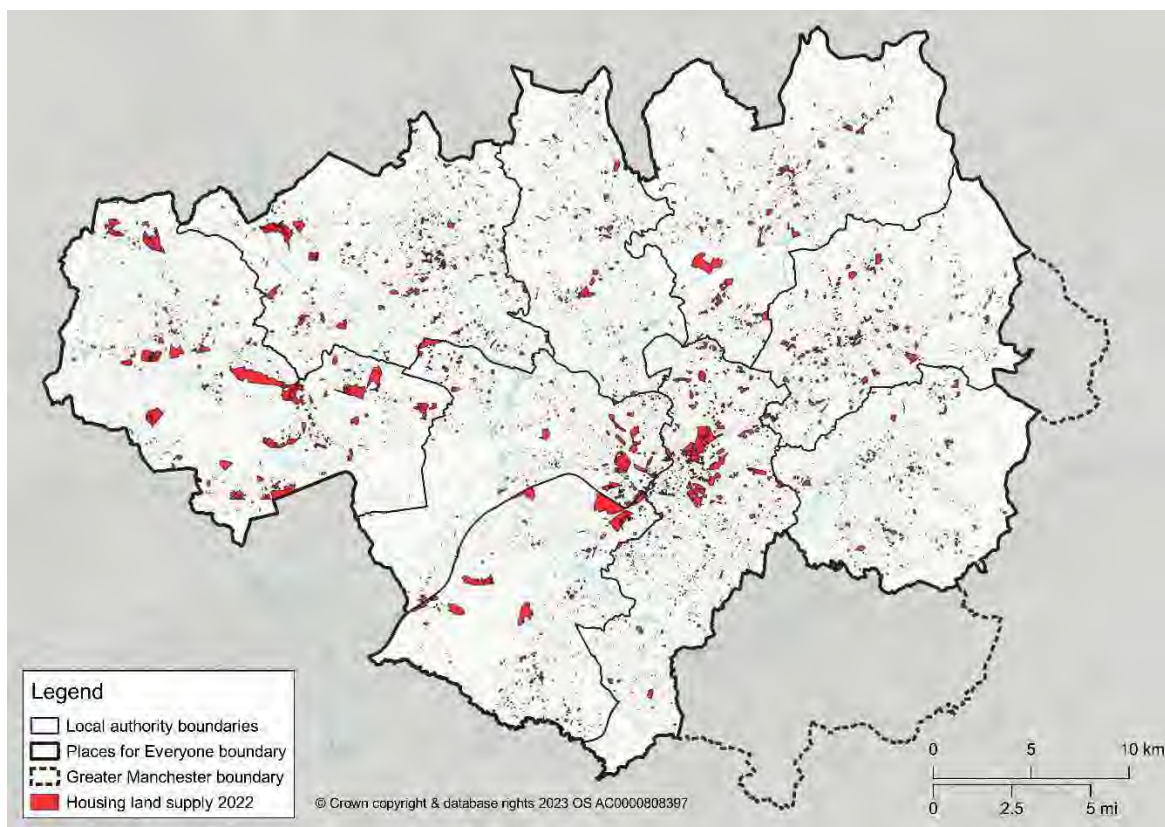 Legend
Local authority boundaries
Places for Everyone boundary
Greater Manchester boundary
Housing land supply 2022
© Crown copyright & database rights 2023 OS AC0000808397
0 5 10 km
0 2.5 5 mi